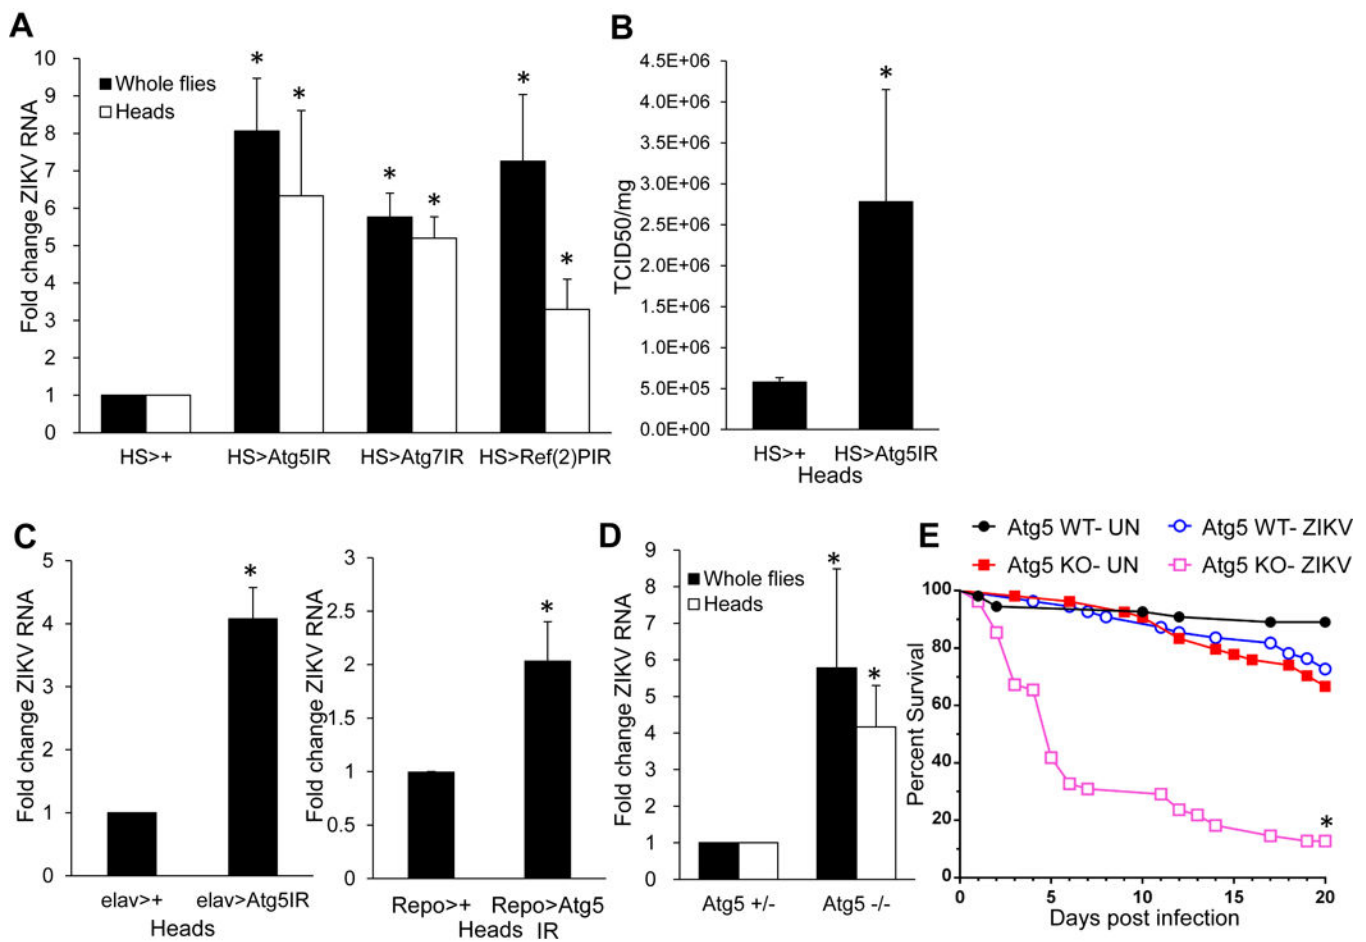 A
Fold change ZIKV RNA
10
9
8
7
6
5
4
3
2
1
0
Whole flies
Heads
*
*
*
*
*
*
HS>+
HS>Atg5IR
HS>Atg7IR
HS>Ref(2)PIR
B
TCID50/mg
4.5E+06
4.0E+06
3.5E+06
3.0E+06
2.5E+06
2.0E+06
1.5E+06
1.0E+06
5.0E+05
0.0E+00
*
HS>+
HS>Atg5IR
Heads
C
Fold change ZIKV RNA
5
4
3
2
1
0
*
elav>+
elav>Atg5IR
Heads
Fold change ZIKV RNA
3
2.5
2
1.5
1
0.5
0
*
Repo>+
Repo>Atg5
Heads
IR
D
Fold change ZIKV RNA
9
8
7
6
5
4
3
2
1
0
Whole flies
Heads
*
*
Atg5 +/-
Atg5 -/-
E
Atg5 WT- UN
Atg5 WT- ZIKV
Atg5 KO- UN
Atg5 KO- ZIKV
Percent Survival
100
80
60
40
20
0
*
0
5
10
15
20
Days post infection